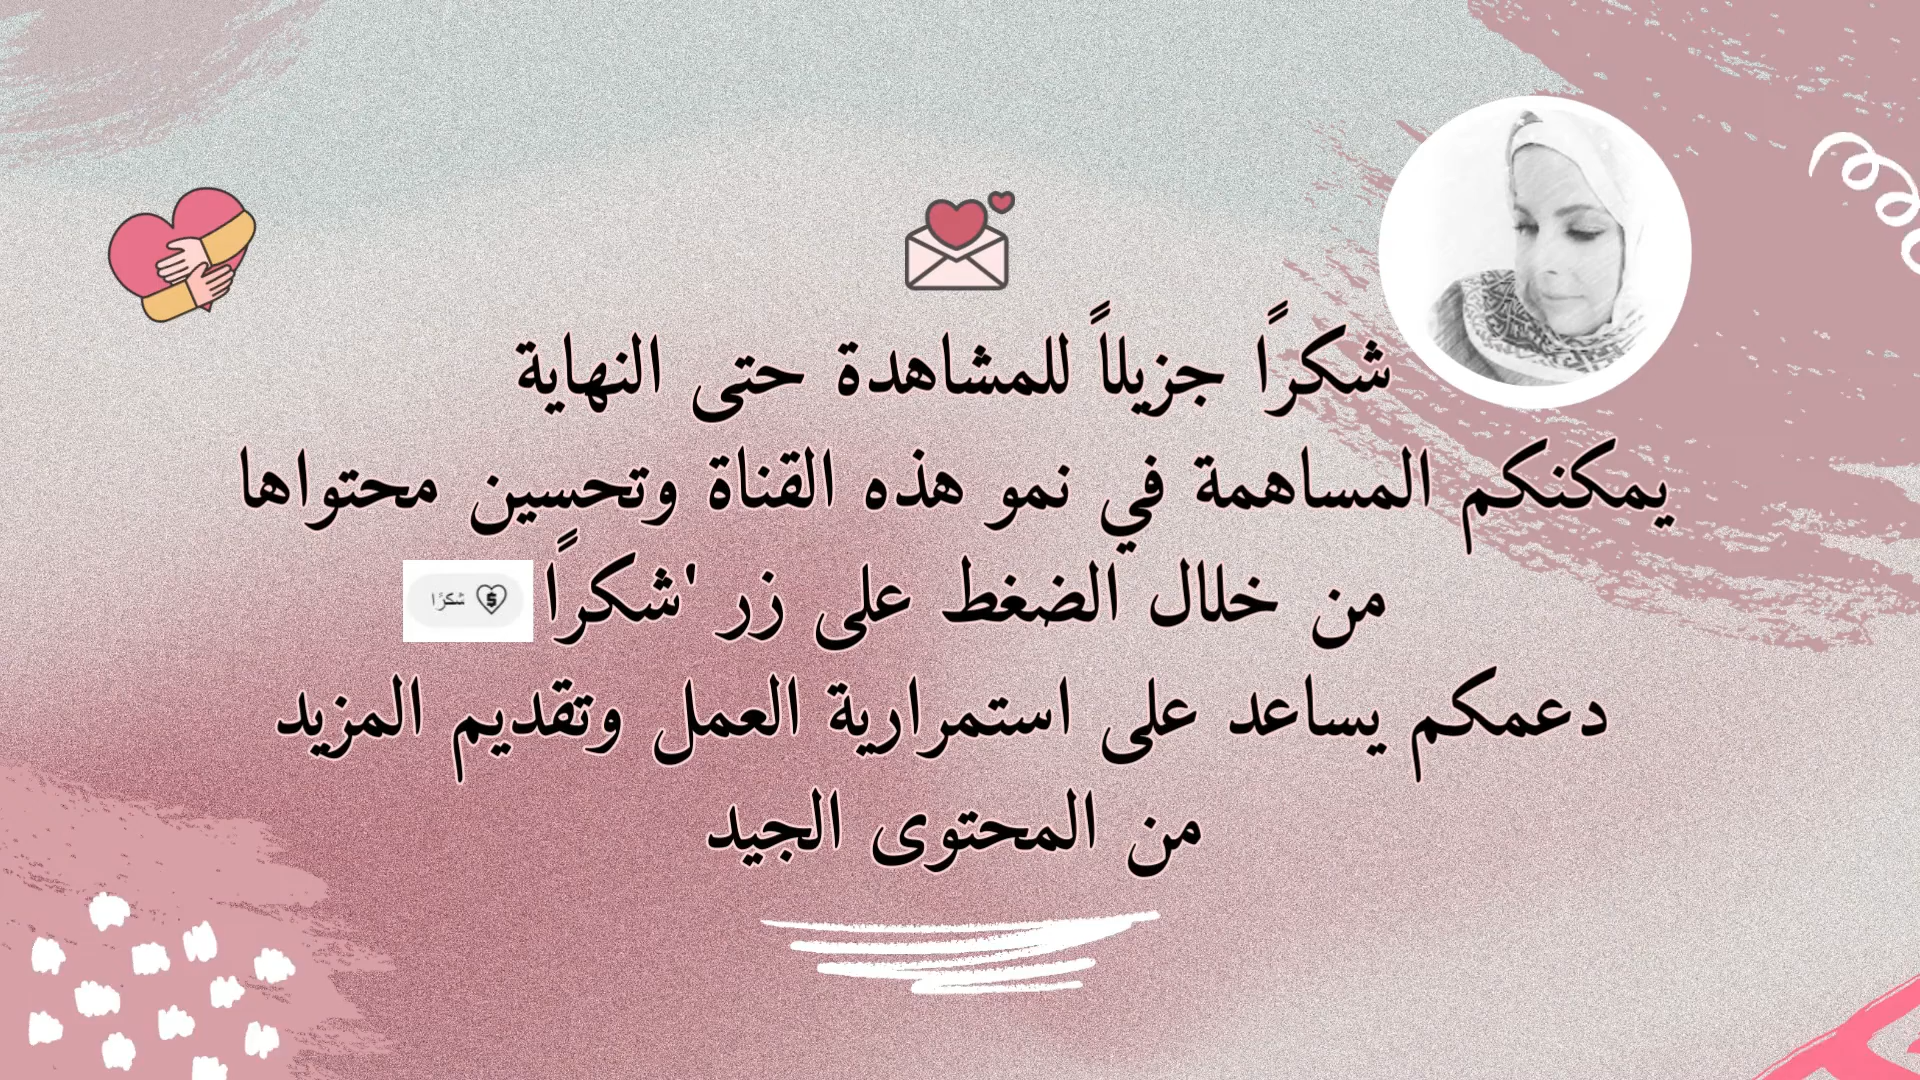 شكرًا جزيلاً للمشاهدة حتى النهاية
يمكنكم المساهمة في نمو هذه القناة وتحسين محتواها
من خلال الضغط على زر 'شكرًا
شكرًا
دعمكم يساعد على استمرارية العمل وتقديم المزيد
من المحتوى الجيد